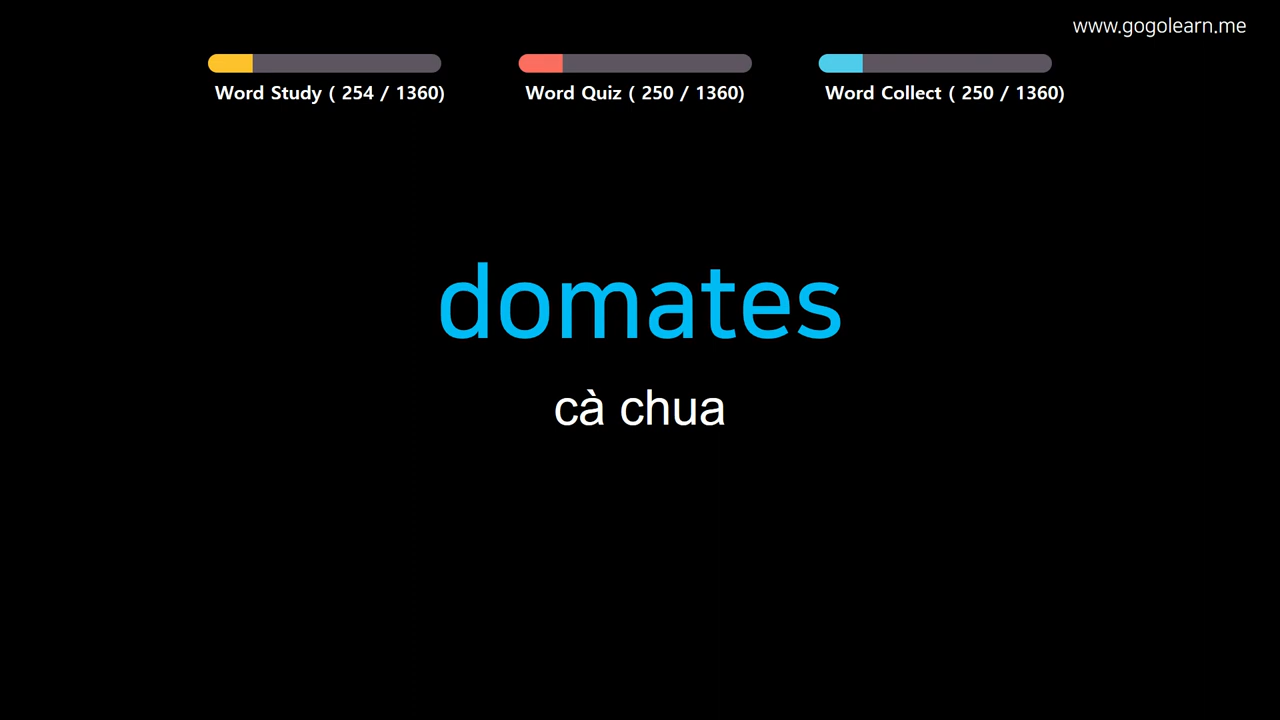 www.gogolearn.me
Word Study ( 254 / 1360)
Word Quiz ( 250 / 1360)
Word Collect ( 250 / 1360)
domates
cà chua